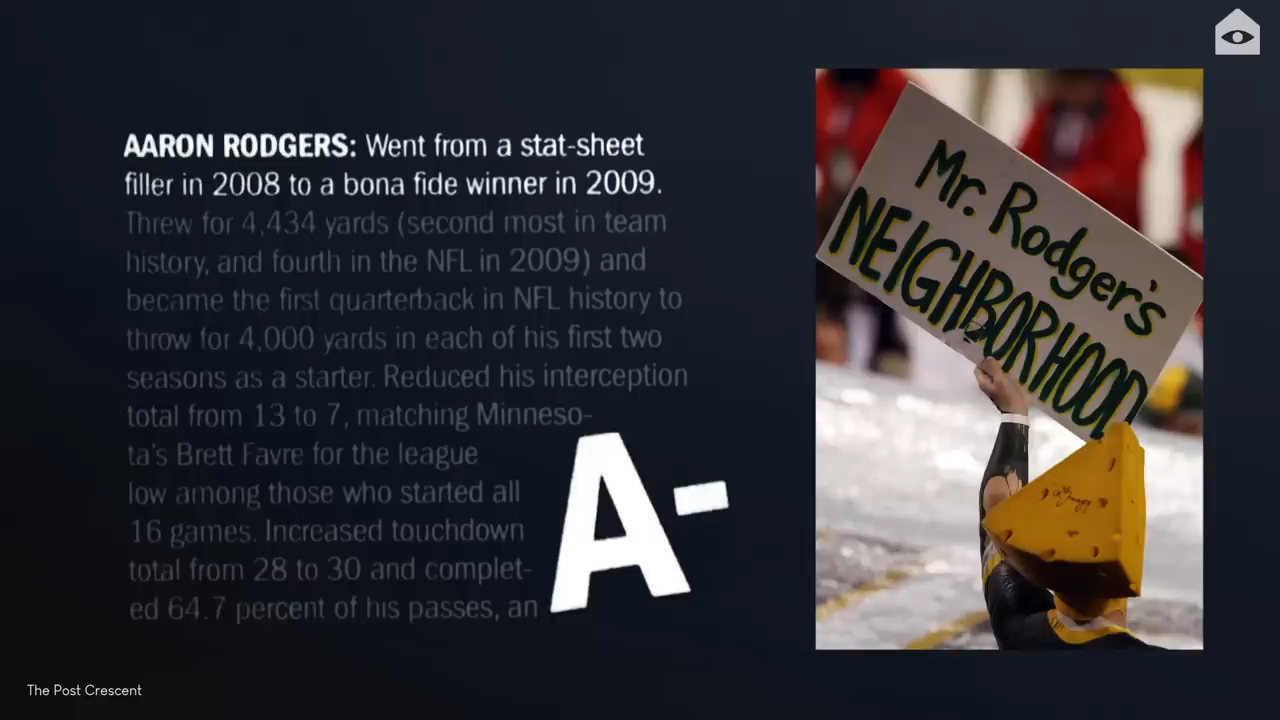 AARON RODGERS: Went from a stat-sheet
filler in 2008 to a bona fide winner in 2009.
Threw for 4,434 yards (second most in team
history, and fourth in the NFL in 2009) and
became the first quarterback in NFL history to
throw for 4,000 yards in each of his first two
seasons as a starter. Reduced his interception
total from 13 to 7, matching Minneso-
ta's Brett Favre for the league
low among those who started all
16 games. Increased touchdown
total from 28 to 30 and complet-
ed 64.7 percent of his passes, an
A-
Mr. Rodger's
NEIGHBORHOOD
The Post Crescent